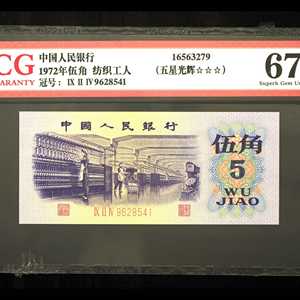 CG
ARANTY
中国人民银行
1972年伍角 纺织工人
冠号： IX II IV 9628541
16563279
(五星光辉☆☆☆)
67
Superb Gem Un
中国人民银行
伍角
5
WU
JIAO
IX II IV 9628541